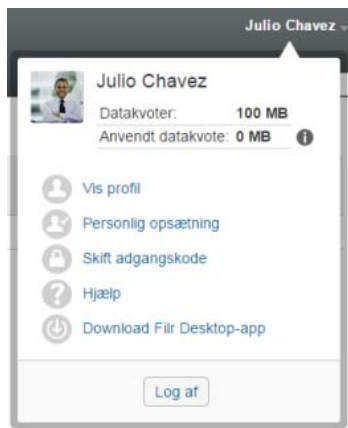 Julio Chavez
Julio Chavez
Datakvoter: 100 MB
Anvendt datakvote: 0 MB
Vis profil
Personlig opsætning
Skift adgangskode
Hjælp
Download Filr Desktop-app
Log af